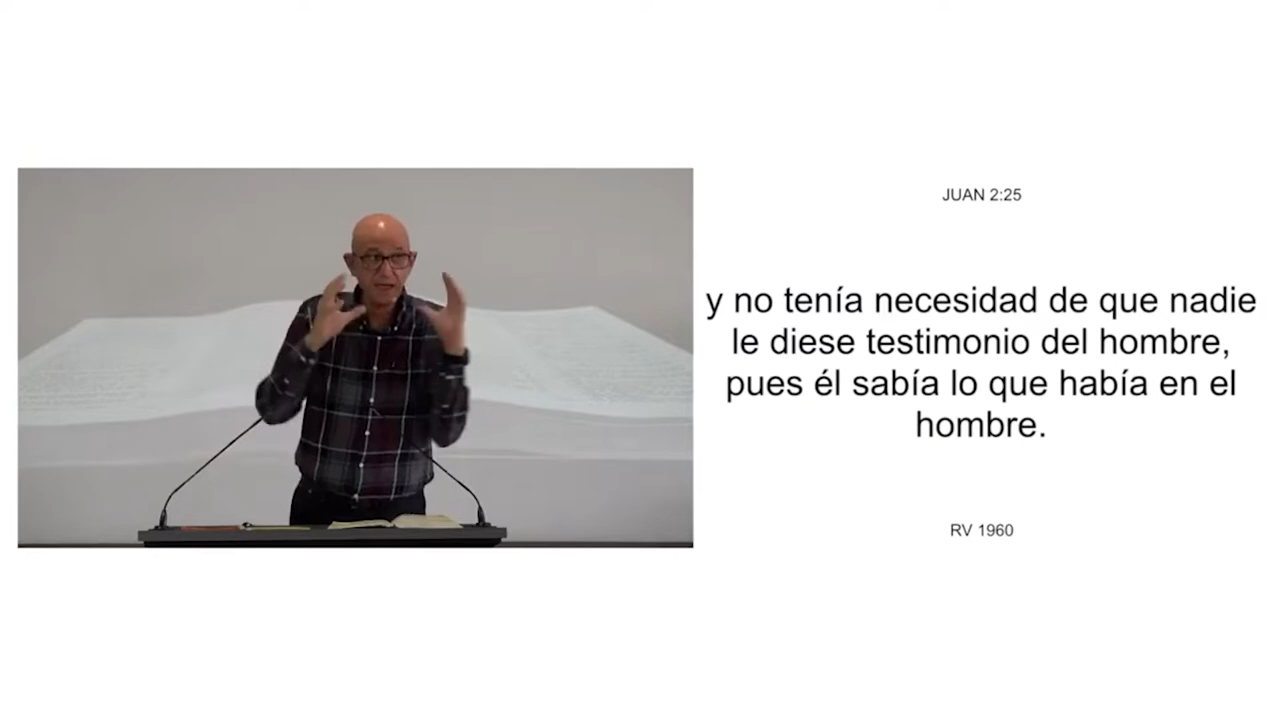 JUAN 2:25
y no tenía necesidad de que nadie
le diese testimonio del hombre,
pues él sabía lo que había en el
hombre.
RV 1960